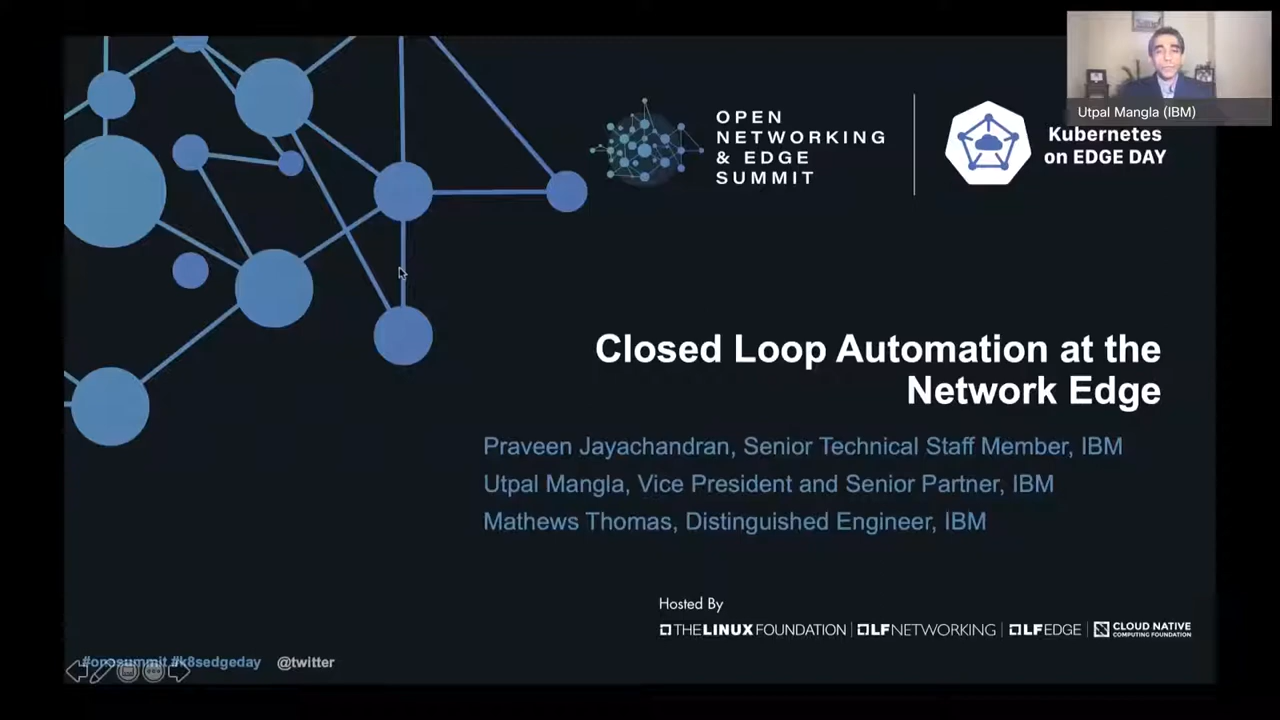 Utpal Mangla (IBM)
OPEN
NETWORKING
& EDGE
SUMMIT
Kubernetes
on EDGE DAY
Closed Loop Automation at the
Network Edge
Praveen Jayachandran, Senior Technical Staff Member, IBM
Utpal Mangla, Vice President and Senior Partner, IBM
Mathews Thomas, Distinguished Engineer, IBM
Hosted By
THE LINUX FOUNDATION | LF NETWORKING | LF EDGE | CLOUD NATIVE COMPUTING FOUNDATION
#onssummit #k8sedgeday @twitter